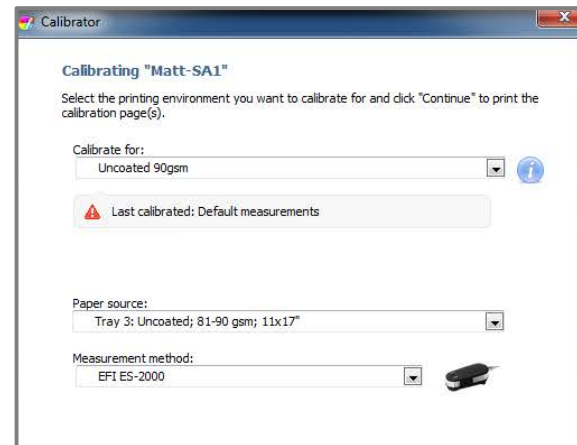 Calibrator
Calibrating "Matt-SA1"
Select the printing environment you want to calibrate for and click "Continue" to print the
calibration page(s).
Calibrate for:
Uncoated 90gsm
Last calibrated: Default measurements
Paper source:
Tray 3: Uncoated; 81-90 gsm; 11x17"
Measurement method:
EFI ES-2000